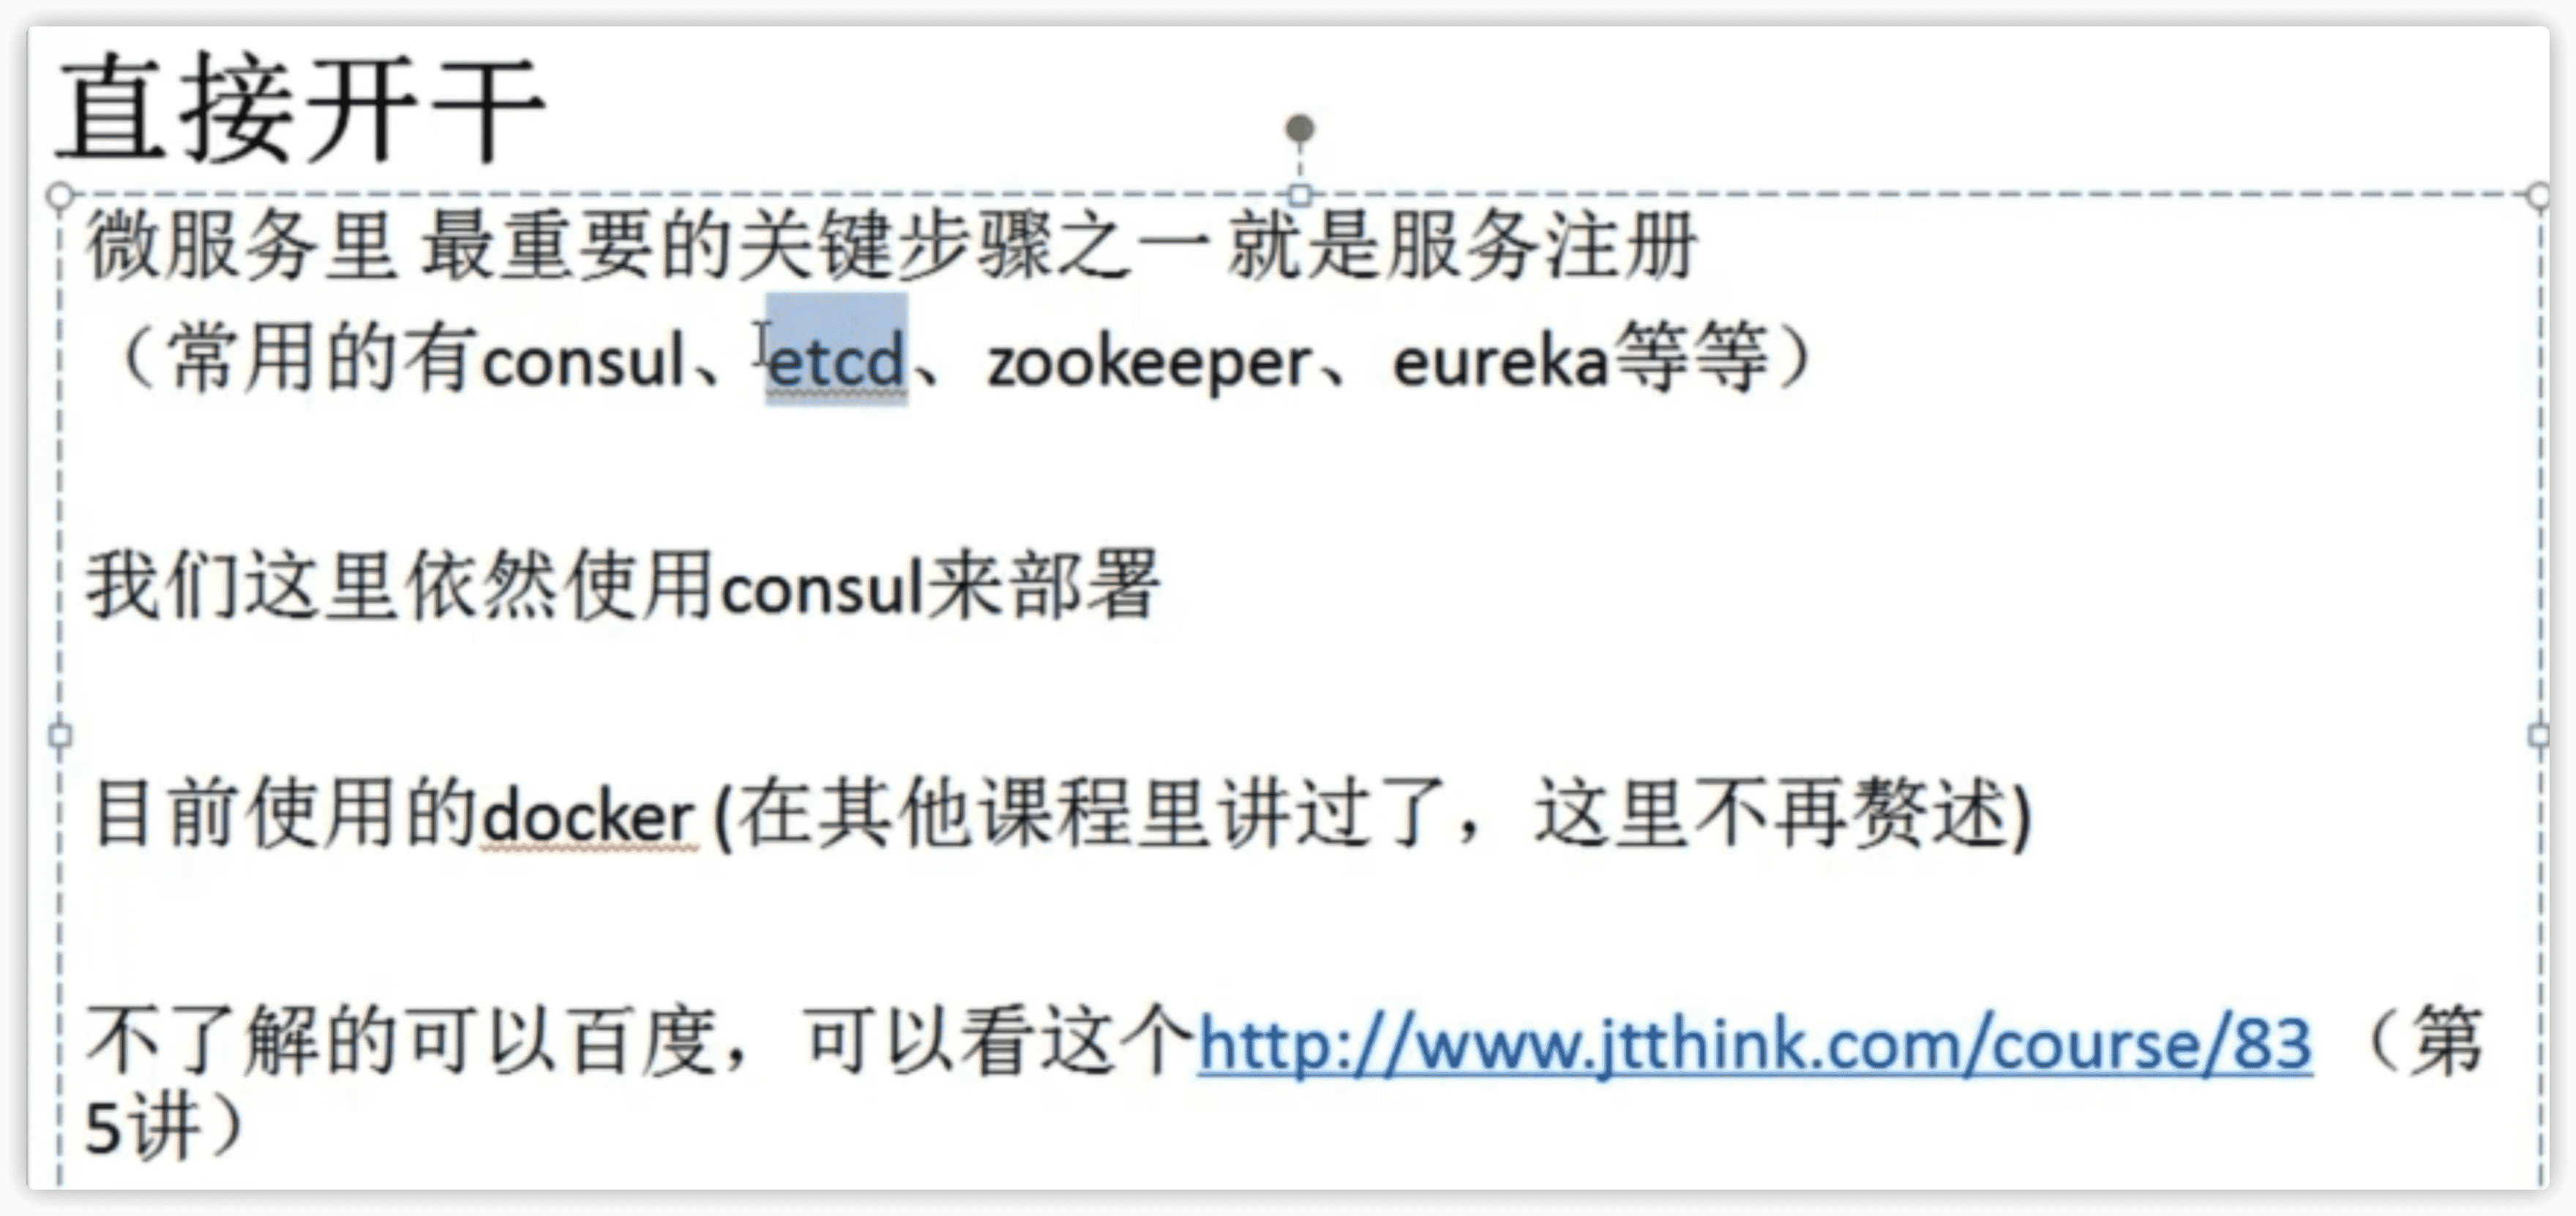 直接开干
微服务里 最重要的关键步骤之一就是服务注册
（常用的有consul、etcd、zookeeper、eureka等等）
我们这里依然使用consul来部署
目前使用的docker (在其他课程里讲过了，这里不再赘述)
不了解的可以百度，可以看这个http://www.jtthink.com/course/83 （第
5讲）